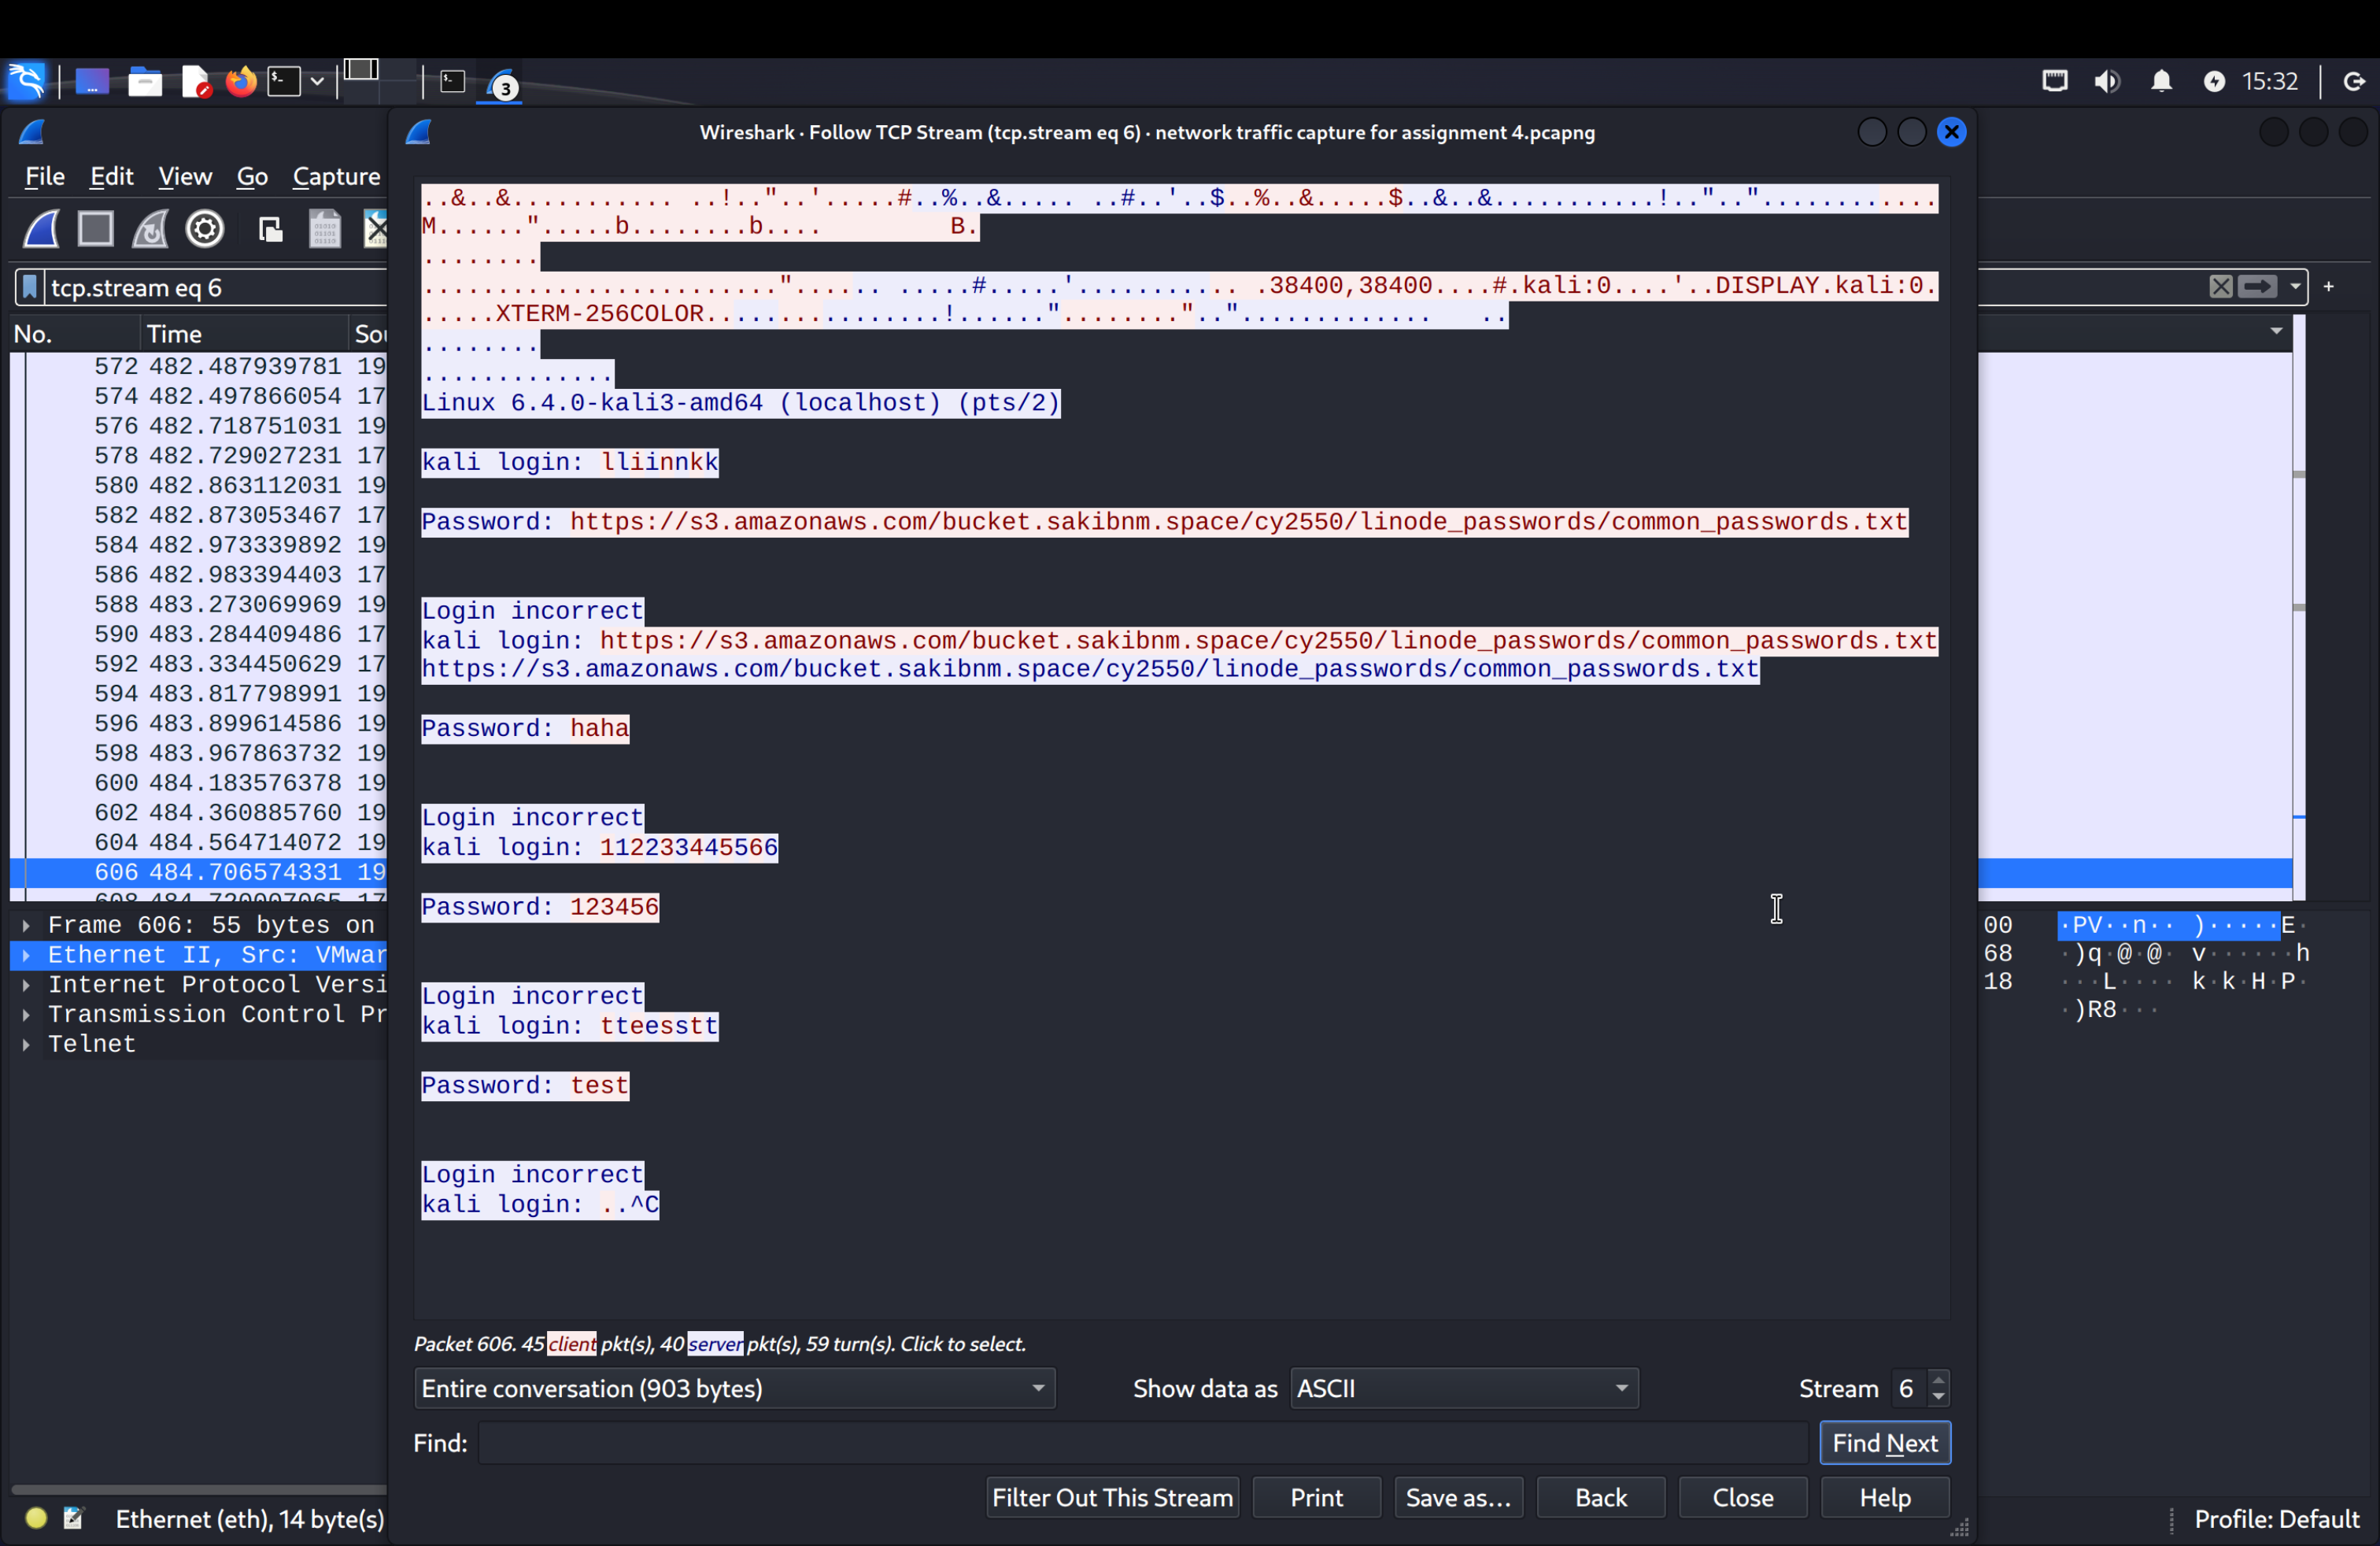 15:32
Wireshark · Follow TCP Stream (tcp.stream eq 6) · network traffic capture for assignment 4.pcapng
File Edit View Go Capture
tcp.stream eq 6
No. Time Sou
572 482.487939781 19
574 482.497866054 17
576 482.718751031 19
578 482.729027231 17
580 482.863112031 19
582 482.873053467 17
584 482.973339892 19
586 482.983394403 17
588 483.273069969 19
590 483.284409486 17
592 483.334450629 17
594 483.817798991 19
596 483.899614586 19
598 483.967863732 19
600 484.183576378 19
602 484.360885760 19
604 484.564714072 19
606 484.706574331 19
608 484.720007065 17
Frame 606: 55 bytes on
Ethernet II, Src: VMwar
Internet Protocol Versi
Transmission Control Pr
Telnet
..&..&........... ..!.."..'.....#..%..&..... ..#..'..$..%..&.....$..&..&...........!..".."............
M......".....b........b.... B.
........
........................"...... .....#.....'........... .38400,38400....#.kali:0....'..DISPLAY.kali:0.
.....XTERM-256COLOR................!......"........".."............. ..
........
.............
Linux 6.4.0-kali3-amd64 (localhost) (pts/2)
kali login: lliinnkk
Password: https://s3.amazonaws.com/bucket.sakibnm.space/cy2550/linode_passwords/common_passwords.txt
Login incorrect
kali login: https://s3.amazonaws.com/bucket.sakibnm.space/cy2550/linode_passwords/common_passwords.txt
https://s3.amazonaws.com/bucket.sakibnm.space/cy2550/linode_passwords/common_passwords.txt
Password: haha
Login incorrect
kali login: 112233445566
Password: 123456
Login incorrect
kali login: tteesstt
Password: test
Login incorrect
kali login: ..^C
00 ·PV··n·· )·····E·
68 ·)q·@·@· v······h
18 ···L···· k·k·H·P·
·)R8···
Packet 606. 45 client pkt(s), 40 server pkt(s), 59 turn(s). Click to select.
Entire conversation (903 bytes) Show data as ASCII Stream 6
Find: Find Next
Filter Out This Stream Print Save as... Back Close Help
Ethernet (eth), 14 byte(s) Profile: Default
3